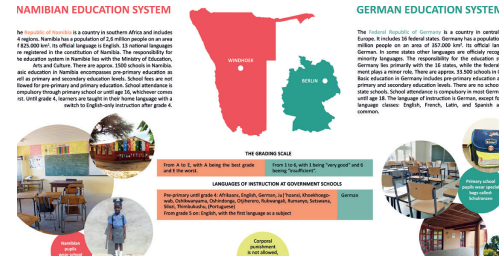 NAMIBIAN EDUCATION SYSTEM
he Republic of Namibia is a country in southern Africa and includes
4 regions. Namibia has a population of 2,6 million people on an area
f 825.000 km². Its official language is English. 13 national languages
re registered in the constitution of Namibia. The responsibility for
he education system in Namibia lies with the Ministry of Education,
Arts and Culture. There are approx. 1500 schools in Namibia.
asic education in Namibia encompasses pre-primary education as
vell as primary and secondary education levels. School fees are not
llowed for pre-primary and primary education. School attendance is
ompulsory through primary school or until age 16, whichever comes
rst. Until grade 4, learners are taught in their home language with a
switch to English-only instruction after grade 4.
WINDHOEK
BERLIN
GERMAN EDUCATION SYSTEM
The Federal Republic of Germany is a country in central
Europe. It includes 16 federal states. Germany has a population
million people on an area of 357.000 km². Its official lan
German. In some states other languages are officially recog
minority languages. The responsibility for the education s
Germany lies primarily with the 16 states, while the federal
ment plays a minor role. There are approx. 33.500 schools in G
Basic education in Germany includes pre-primary education a
primary and secondary education levels. There are no schoo
state schools. School attendance is compulsory in most Germ
until age 18. The language of instruction is German, except fo
language classes: English, French, Latin, and Spanish a
common.
THE GRADING SCALE
From A to E, with A being the best grade
and E the worst.
From 1 to 6, with 1 being "very good" and 6
beeing "insufficient".
LANGUAGES OF INSTRUCTION AT GOVERNMENT SCHOOLS
Pre-primary until grade 4: Afrikaans, English, German, Ju|'hoansi, Khoekhoego-
wab, Oshikwanyama, Oshindonga, Otjiherero, Rukwangali, Rumanyo, Setswana,
Silozi, Thimbukushu, (Portuguese)
From grade 5 on: English, with the first language as a subject
German
Namibian
pupils
wear school
Corporal
punishment
is not allowed,
Primary school
pupils wear special
bags called
Schulranzen